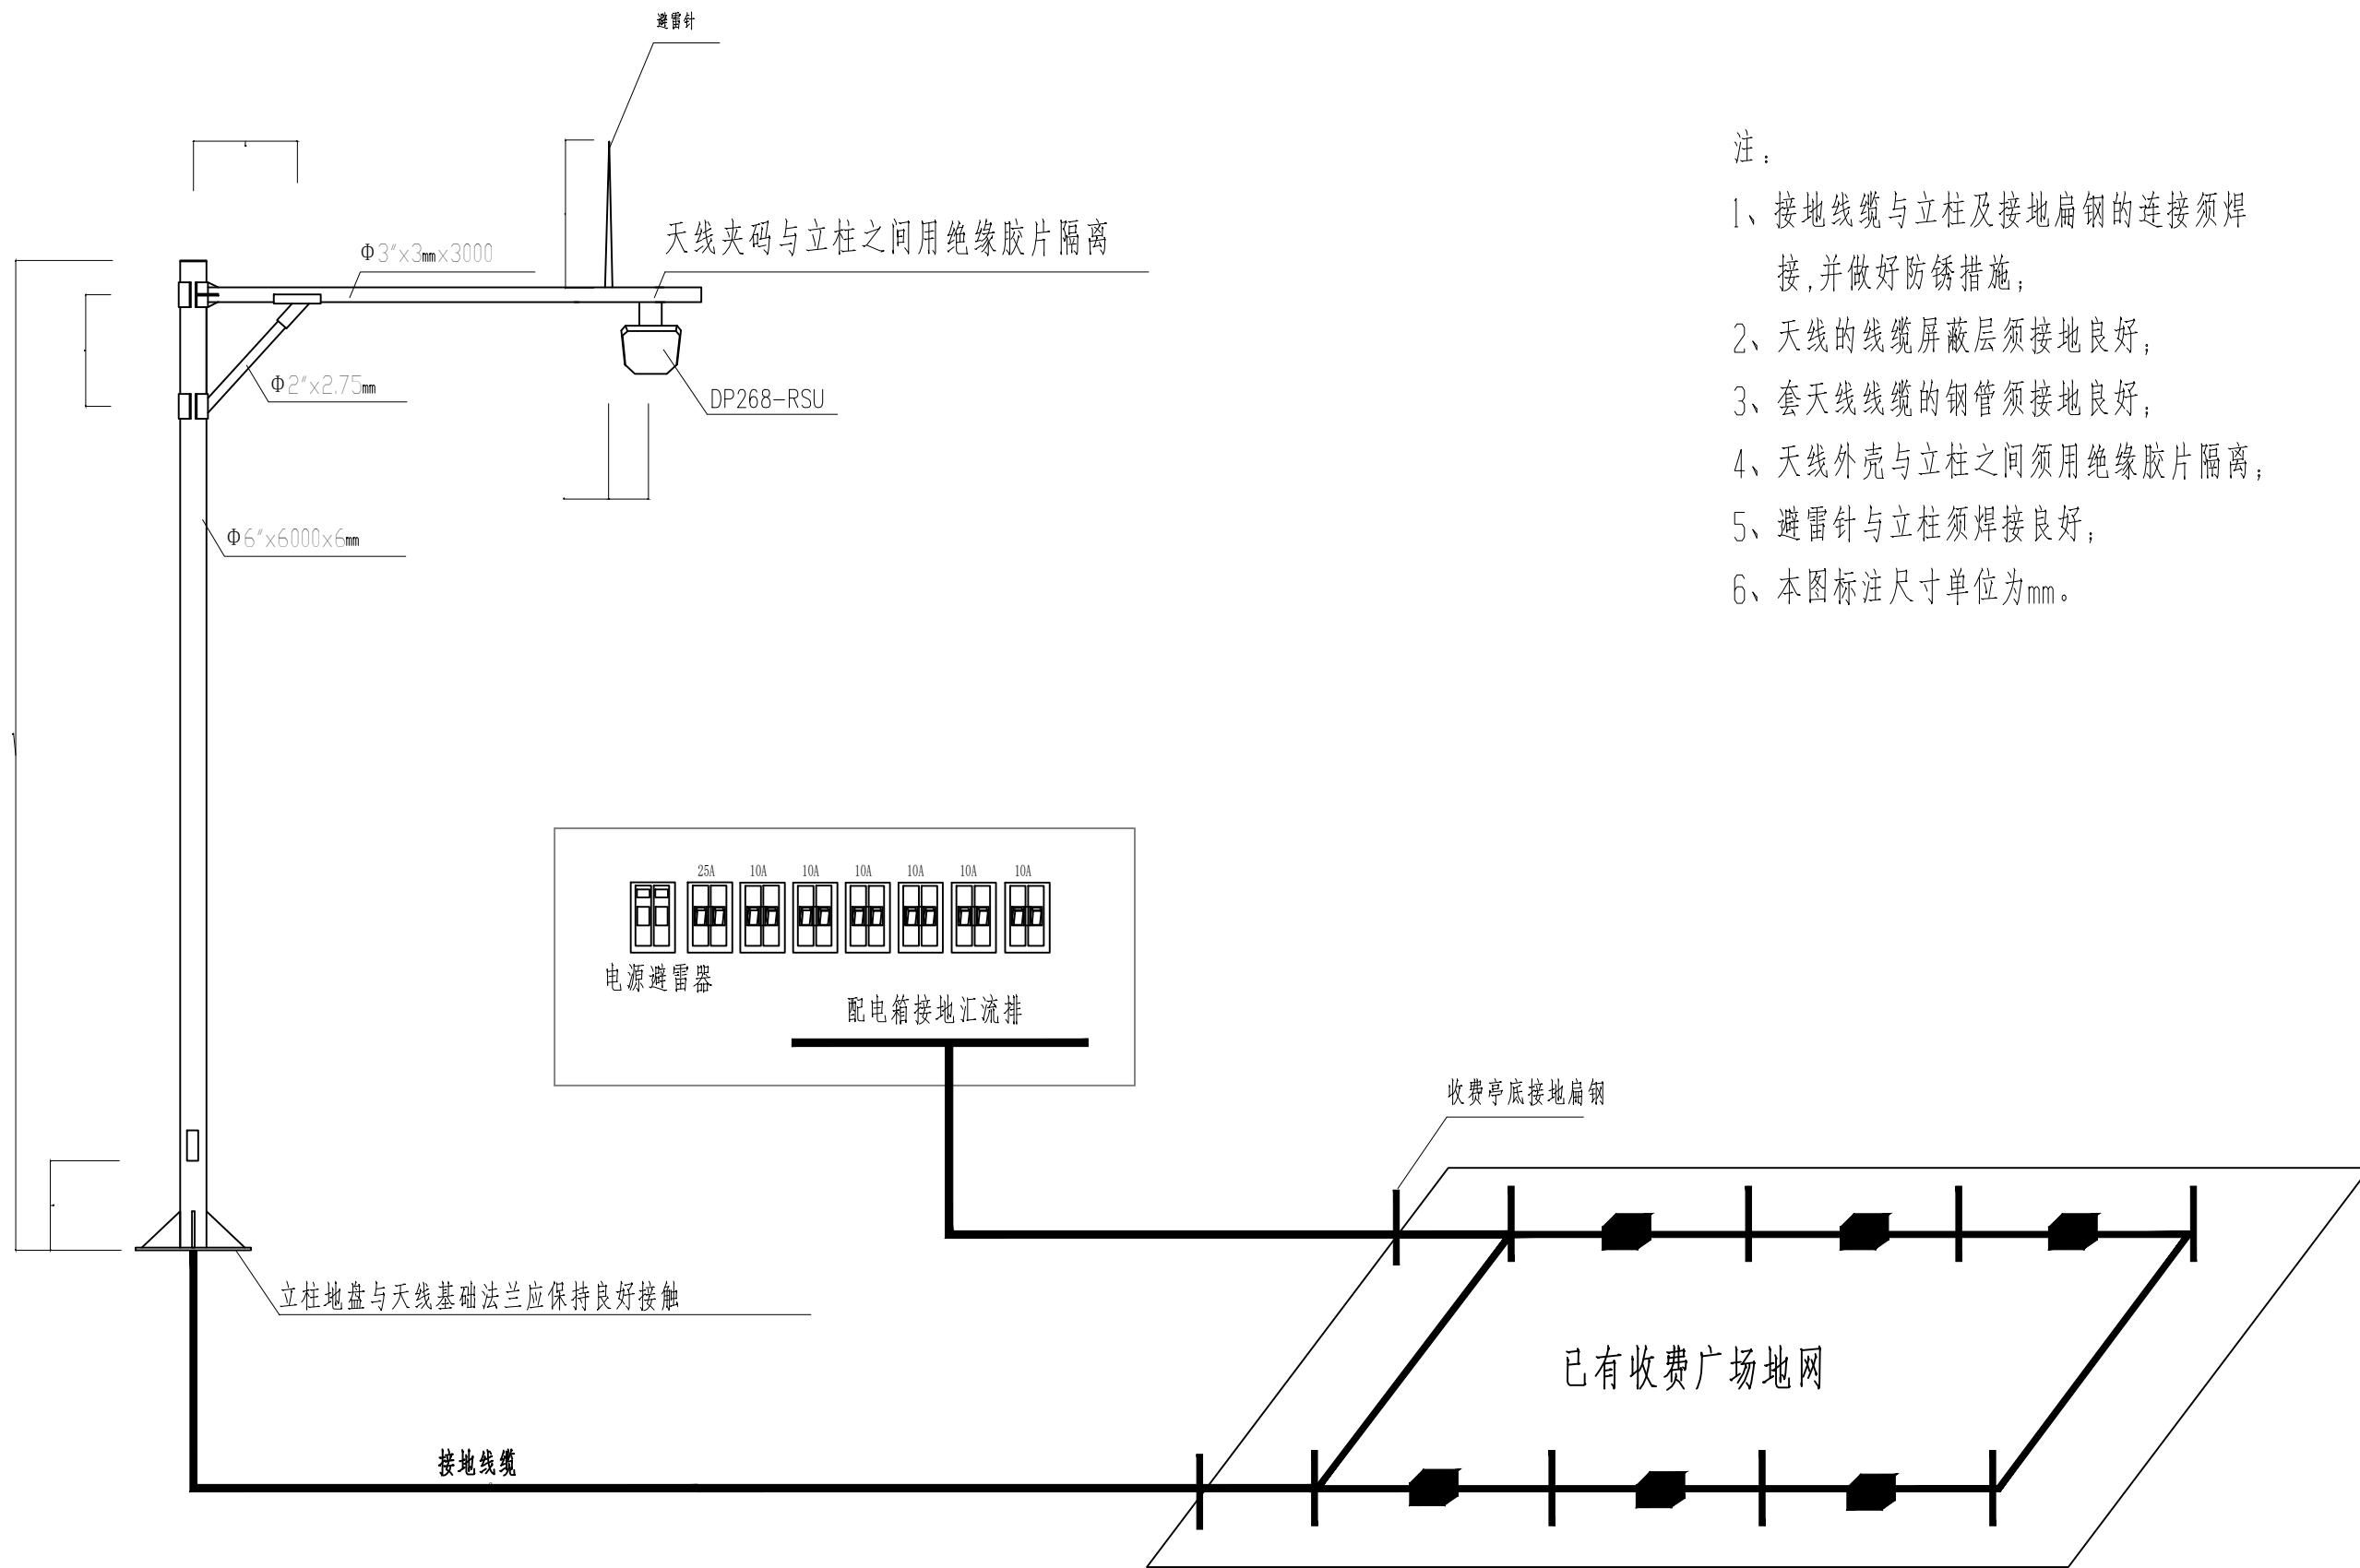 避雷针
注：
1、接地线缆与立柱及接地扁钢的连接须焊
接,并做好防锈措施；
2、天线的线缆屏蔽层须接地良好；
3、套天线线缆的钢管须接地良好；
4、天线外壳与立柱之间须用绝缘胶片隔离；
5、避雷针与立柱须焊接良好；
6、本图标注尺寸单位为mm。
天线夹码与立柱之间用绝缘胶片隔离
Φ3"x3mmx3000
Φ2"x2.75mm
DP268-RSU
Φ6"x6000x6mm
25A 10A 10A 10A 10A 10A 10A
电源避雷器
配电箱接地汇流排
收费亭底接地扁钢
立柱地盘与天线基础法兰应保持良好接触
已有收费广场地网
接地线缆